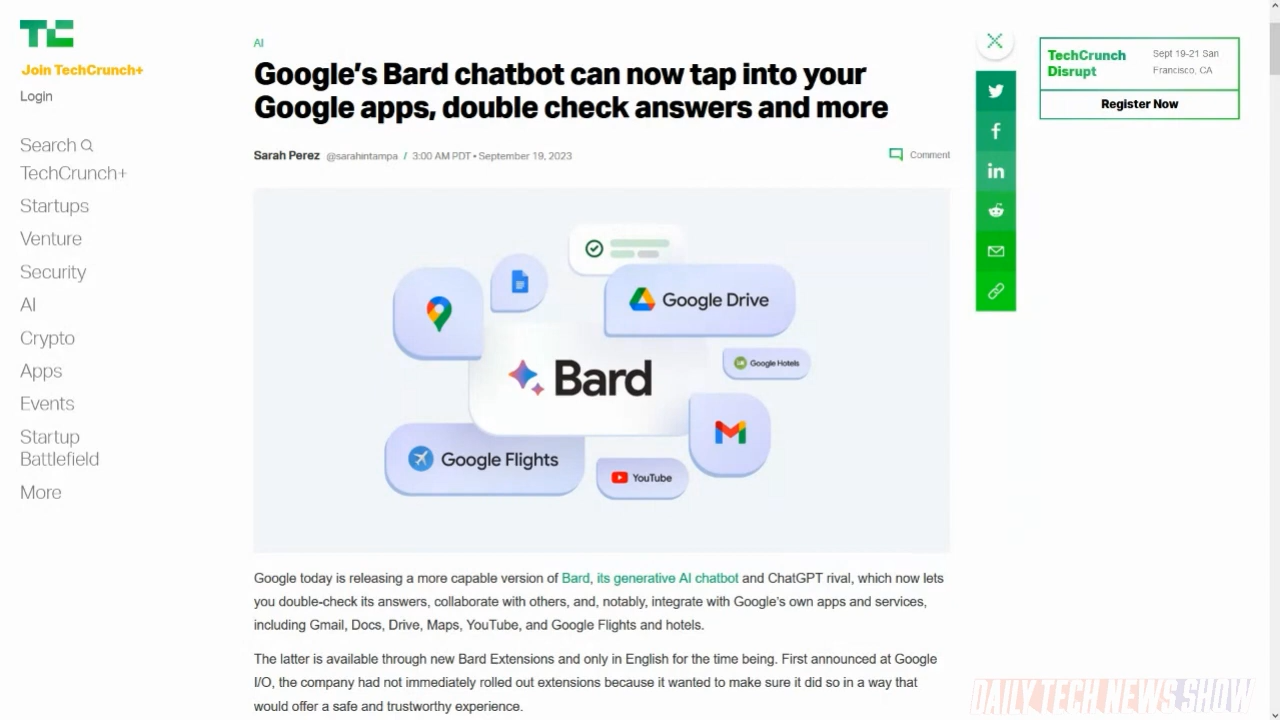 TC
Join TechCrunch+
Login
Search
TechCrunch+
Startups
Venture
Security
AI
Crypto
Apps
Events
Startup
Battlefield
More
AI
Google's Bard chatbot can now tap into your
Google apps, double check answers and more
Sarah Perez @sarahintampa / 3:00 AM PDT • September 19, 2023
Comment
Google Drive
Bard
Google Hotels
Google Flights
YouTube
Google today is releasing a more capable version of Bard, its generative AI chatbot and ChatGPT rival, which now lets
you double-check its answers, collaborate with others, and, notably, integrate with Google's own apps and services,
including Gmail, Docs, Drive, Maps, YouTube, and Google Flights and hotels.
The latter is available through new Bard Extensions and only in English for the time being. First announced at Google
I/O, the company had not immediately rolled out extensions because it wanted to make sure it did so in a way that
would offer a safe and trustworthy experience.
TechCrunch
Disrupt
Sept 19-21 San
Francisco, CA
Register Now
DAILY TECH NEWS SHOW